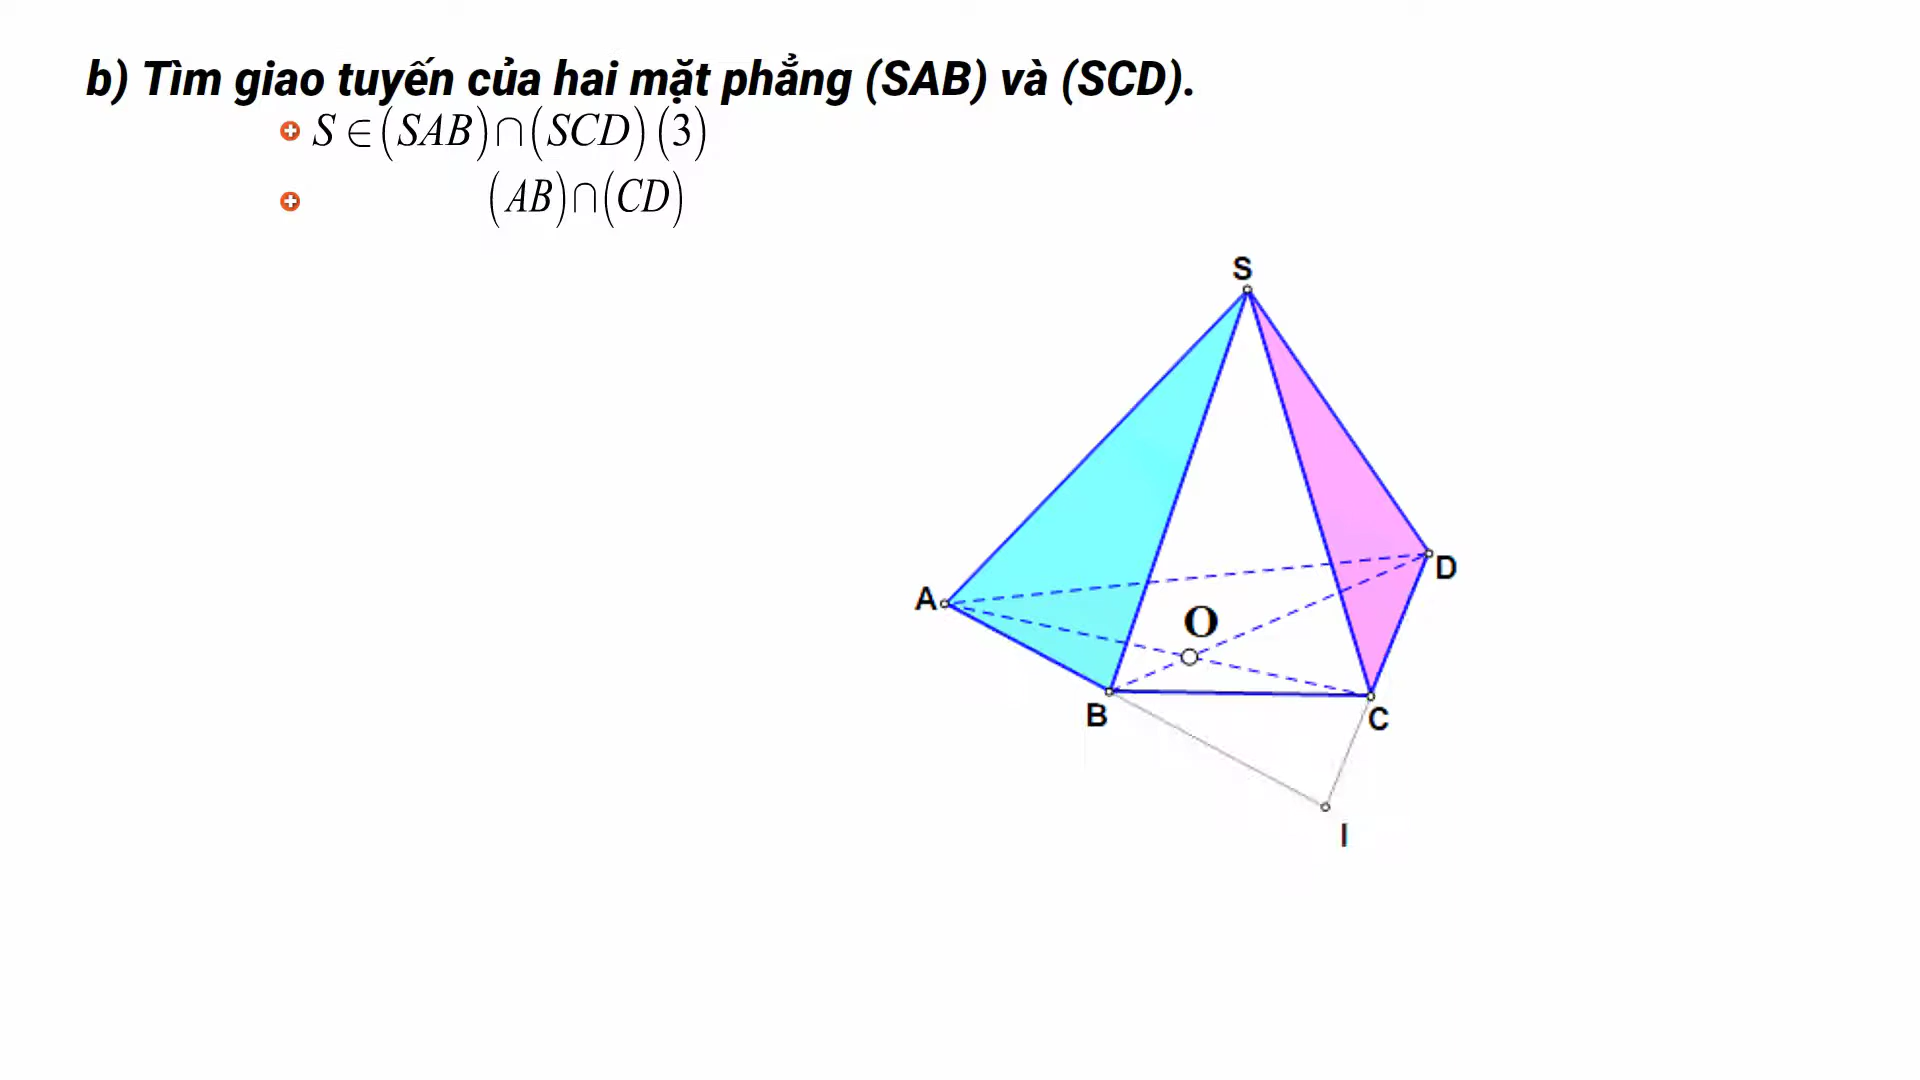 b) Tìm giao tuyến của hai mặt phẳng (SAB) và (SCD).
S ∈ (SAB) ∩ (SCD) (3)
(AB) ∩ (CD)
S
A
D
O
B
C
I